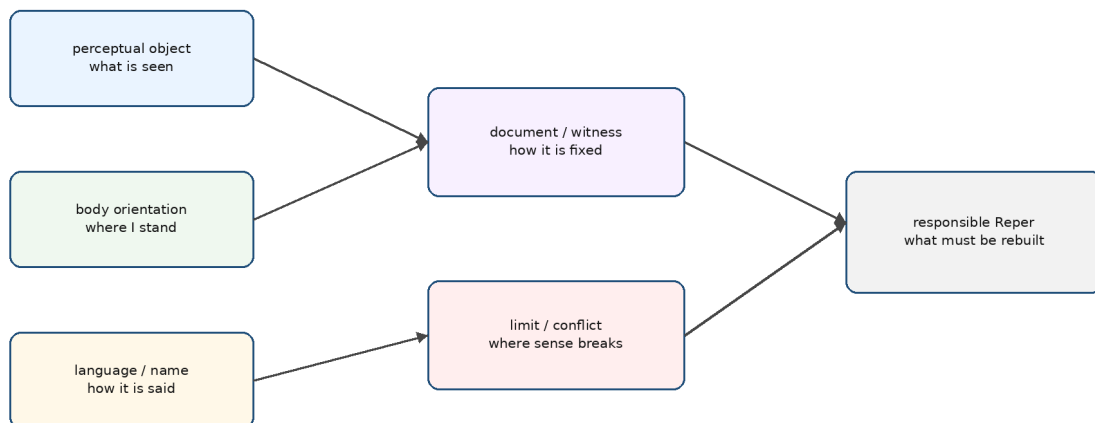 perceptual object
what is seen
body orientation
where I stand
language / name
how it is said
document / witness
how it is fixed
limit / conflict
where sense breaks
responsible Reper
what must be rebuilt